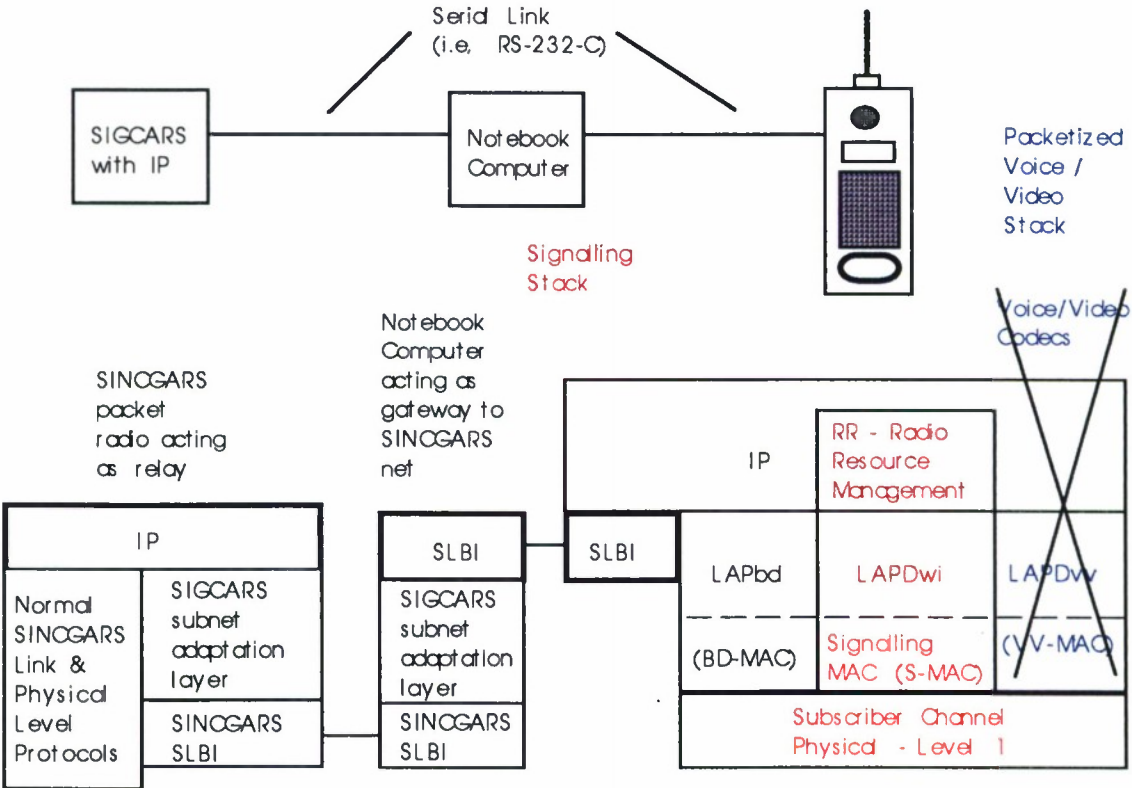 Serid Link
(i.e, RS-232-C)
SIGCARS
with IP
Notebook
Computer
Packetized
Voice /
Video
Stack
Signalling
Stack
Notebook
Computer
acting as
gateway to
SINCGARS
net
SINCGARS
packet
radio acting
as relay
Voice/Video
Codecs
IP
RR - Radio
Resource
Management
IP
SLBI
SLBI
LAPbd
LAPDwi
LAPDvv
Normal
SINCGARS
Link &
Physical
Level
Protocols
SIGCARS
subnet
adaptation
layer
SIGCARS
subnet
adaptation
layer
(BD-MAC)
Signalling
MAC (S-MAC)
(VV-MAC)
SINCGARS
SLBI
SINCGARS
SLBI
Subscriber Channel
Physical - Level 1